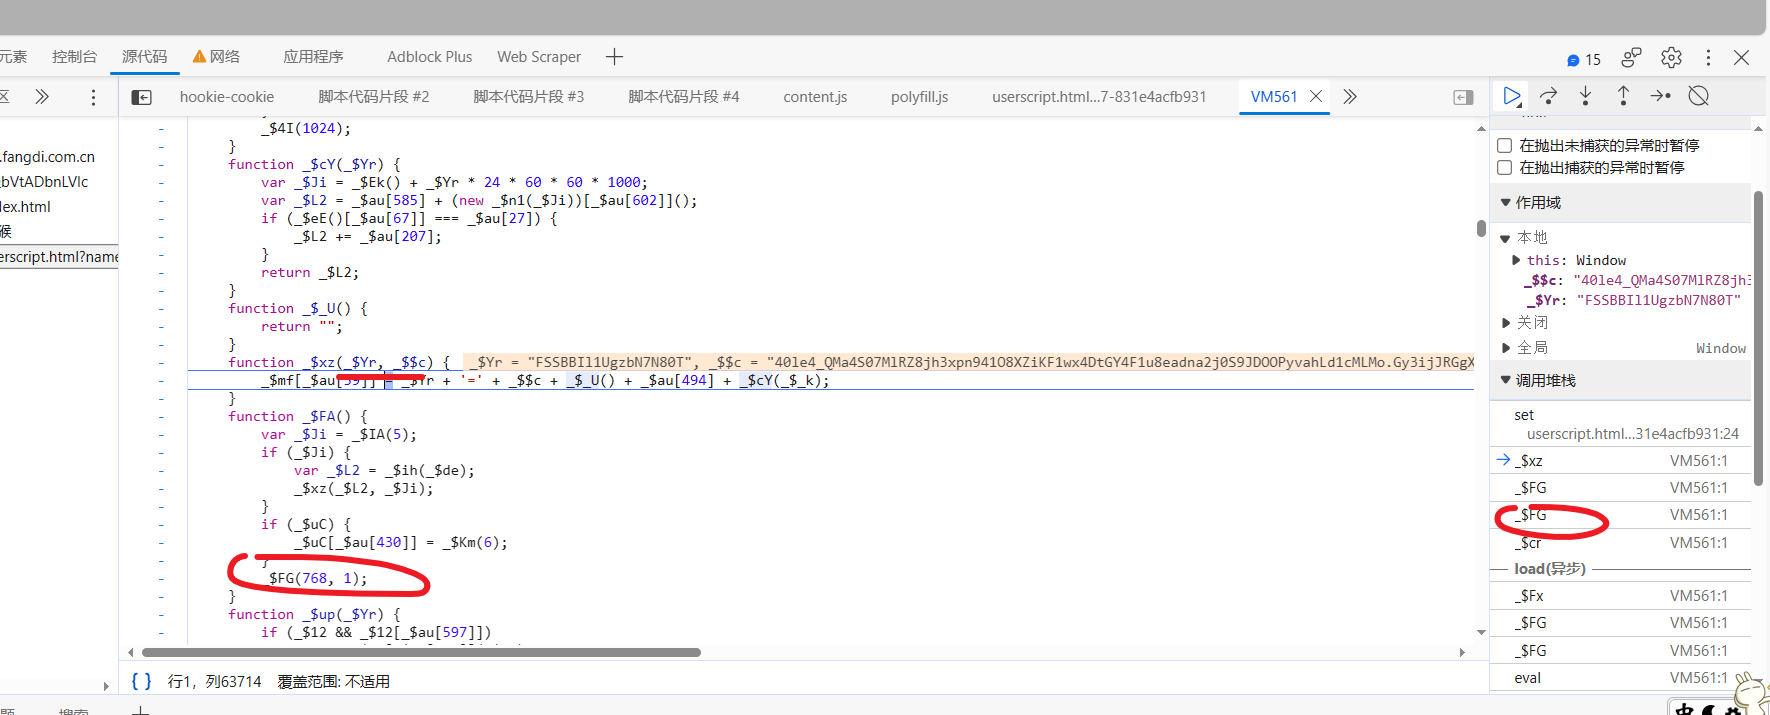 元素 控制台 源代码 网络 应用程序 Adblock Plus Web Scraper 15
区 hookie-cookie 脚本代码片段 #2 脚本代码片段 #3 脚本代码片段 #4 content.js polyfill.js userscript.html...7-831e4acfb931 VM561
.fangdi.com.cn
bVtADbnLVIc
lex.html
候
erscript.html?name
_$4I(1024);
}
function _$cY(_$Yr) {
var _$Ji = _$Ek() + _$Yr * 24 * 60 * 60 * 1000;
var _$L2 = _$au[585] + (new _$n1(_$Ji))[_$au[602]]();
if (_$eE()[_$au[67]] === _$au[27]) {
_$L2 += _$au[207];
}
return _$L2;
}
function _$_U() {
return "";
}
function _$xz(_$Yr, _$$c) { _$Yr = "FSSBBIl1UgzbN7N80T", _$$c = "40le4_QMa4S07MlRZ8jh3xpn941O8XZiKF1wx4DtGY4F1u8eadna2j0S9JDOOPyvahLd1cMLMo.Gy3ijJRGgX
_$mf[_$au[59]] = _$Yr + '=' + _$$c + _$_U() + _$au[494] + _$cY(_$_k);
}
function _$FA() {
var _$Ji = _$IA(5);
if (_$Ji) {
var _$L2 = _$ih(_$de);
_$xz(_$L2, _$Ji);
}
if (_$uC) {
_$uC[_$au[430]] = _$Km(6);
}
_$FG(768, 1);
}
function _$up(_$Yr) {
if (_$12 && _$12[_$au[597]])
{ } 行1，列63714 覆盖范围: 不适用
在抛出未捕获的异常时暂停
在抛出捕获的异常时暂停
作用域
本地
this: Window
_$$c: "40le4_QMa4S07MlRZ8jh3
_$Yr: "FSSBBIl1UgzbN7N80T"
关闭
全局 Window
调用堆栈
set
userscript.html...31e4acfb931:24
_$xz VM561:1
_$FG VM561:1
_$FG VM561:1
_$cr VM561:1
load(异步)
_$Fx VM561:1
_$FG VM561:1
_$FG VM561:1
eval VM561:1